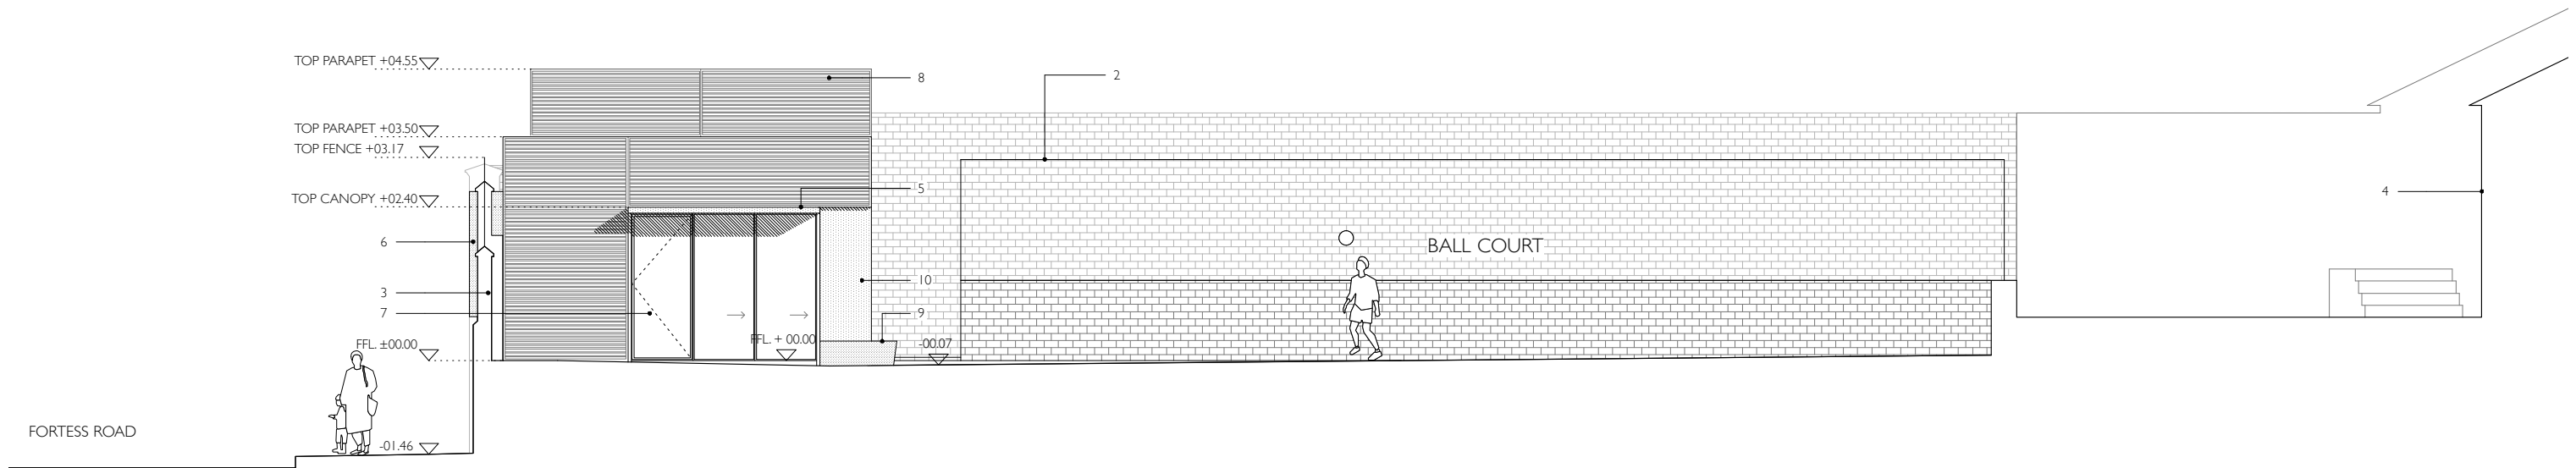 TOP PARAPET +04.55
8
2
TOP PARAPET +03.50
TOP FENCE +03.17
5
4
TOP CANOPY +02.40
6
BALL COURT
10
3
7
9
FFL. ±00.00
FFL. + 00.00
-00.07
FORTESS ROAD
-01.46